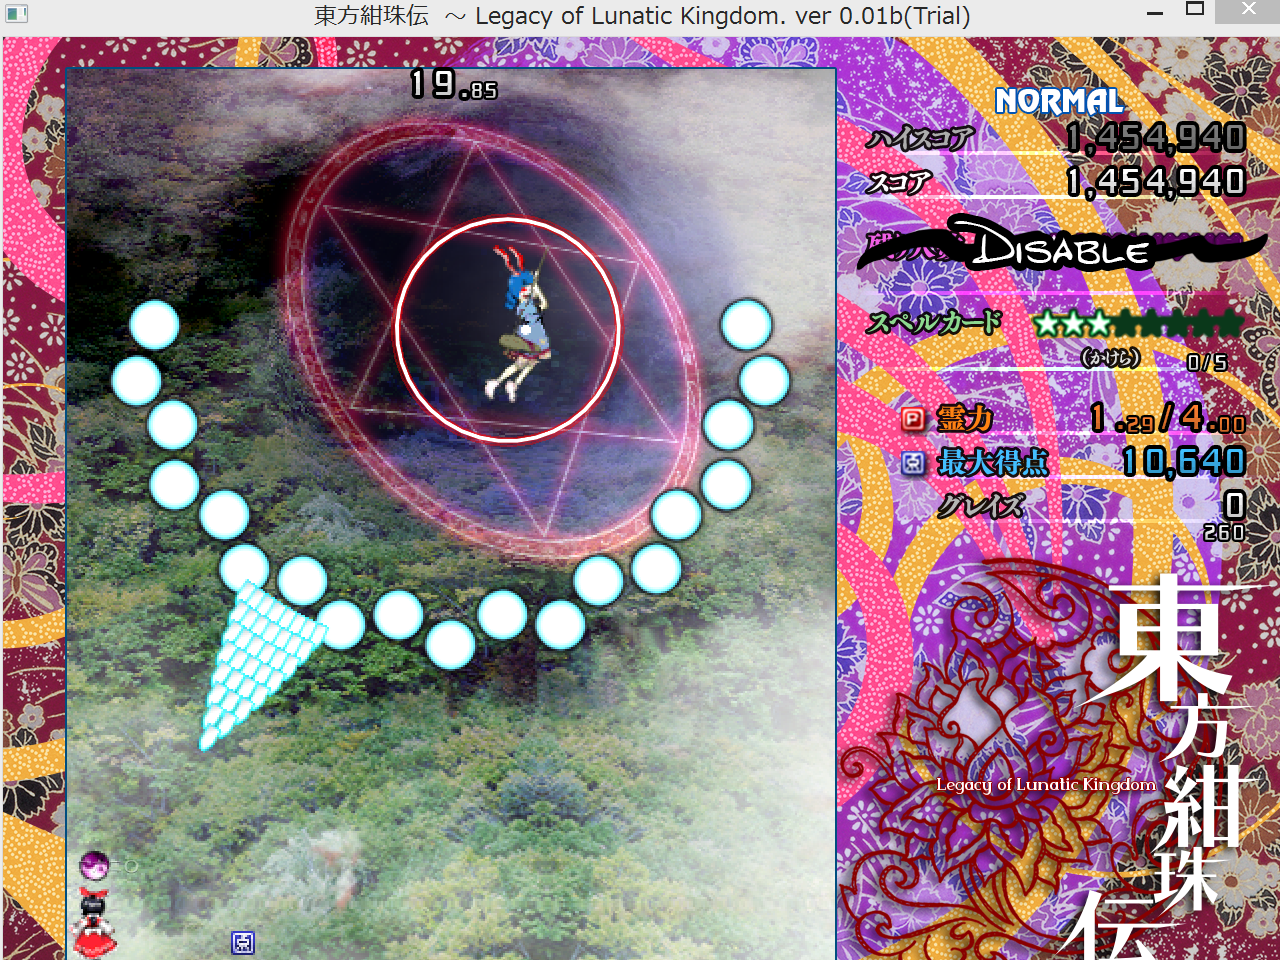 東方紺珠伝 ～ Legacy of Lunatic Kingdom. ver 0.01b(Trial)
19.85
NORMAL
ハイスコア 1,454,940
スコア 1,454,940
DISABLE
スペルカード
(かけら) 0/5
P 霊力 1.29/4.00
点 最大得点 10,640
グレイズ 0
260
東方紺珠伝
Legacy of Lunatic Kingdom
点